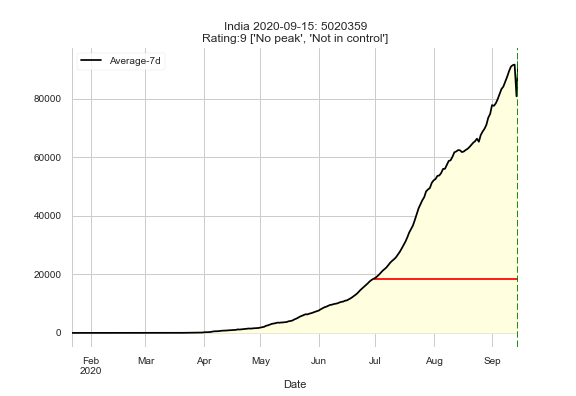 India 2020-09-15: 5020359
Rating:9 ['No peak', 'Not in control']
Average-7d
80000
60000
40000
20000
0
Feb Mar Apr May Jun Jul Aug Sep
2020
Date